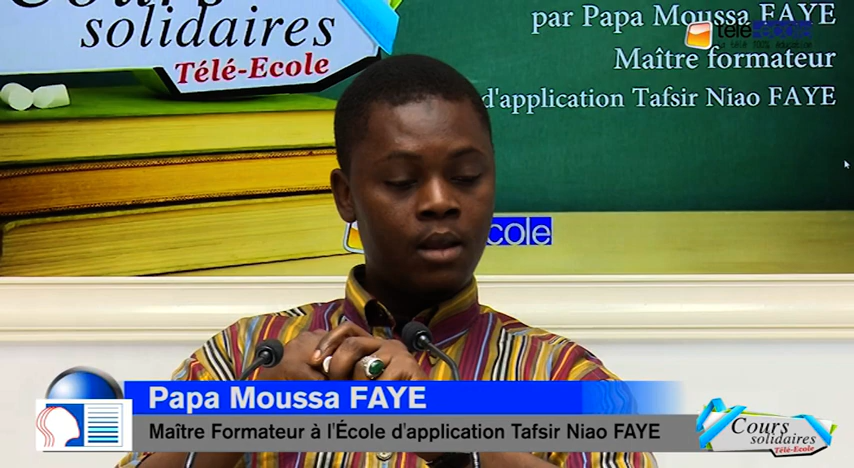 Cours
solidaires
Télé-Ecole
par Papa Moussa FAYE
Maître formateur
d'application Tafsir Niao FAYE
cole
Papa Moussa FAYE
Maître Formateur à l'École d'application Tafsir Niao FAYE
Cours
solidaires
Télé-Ecole